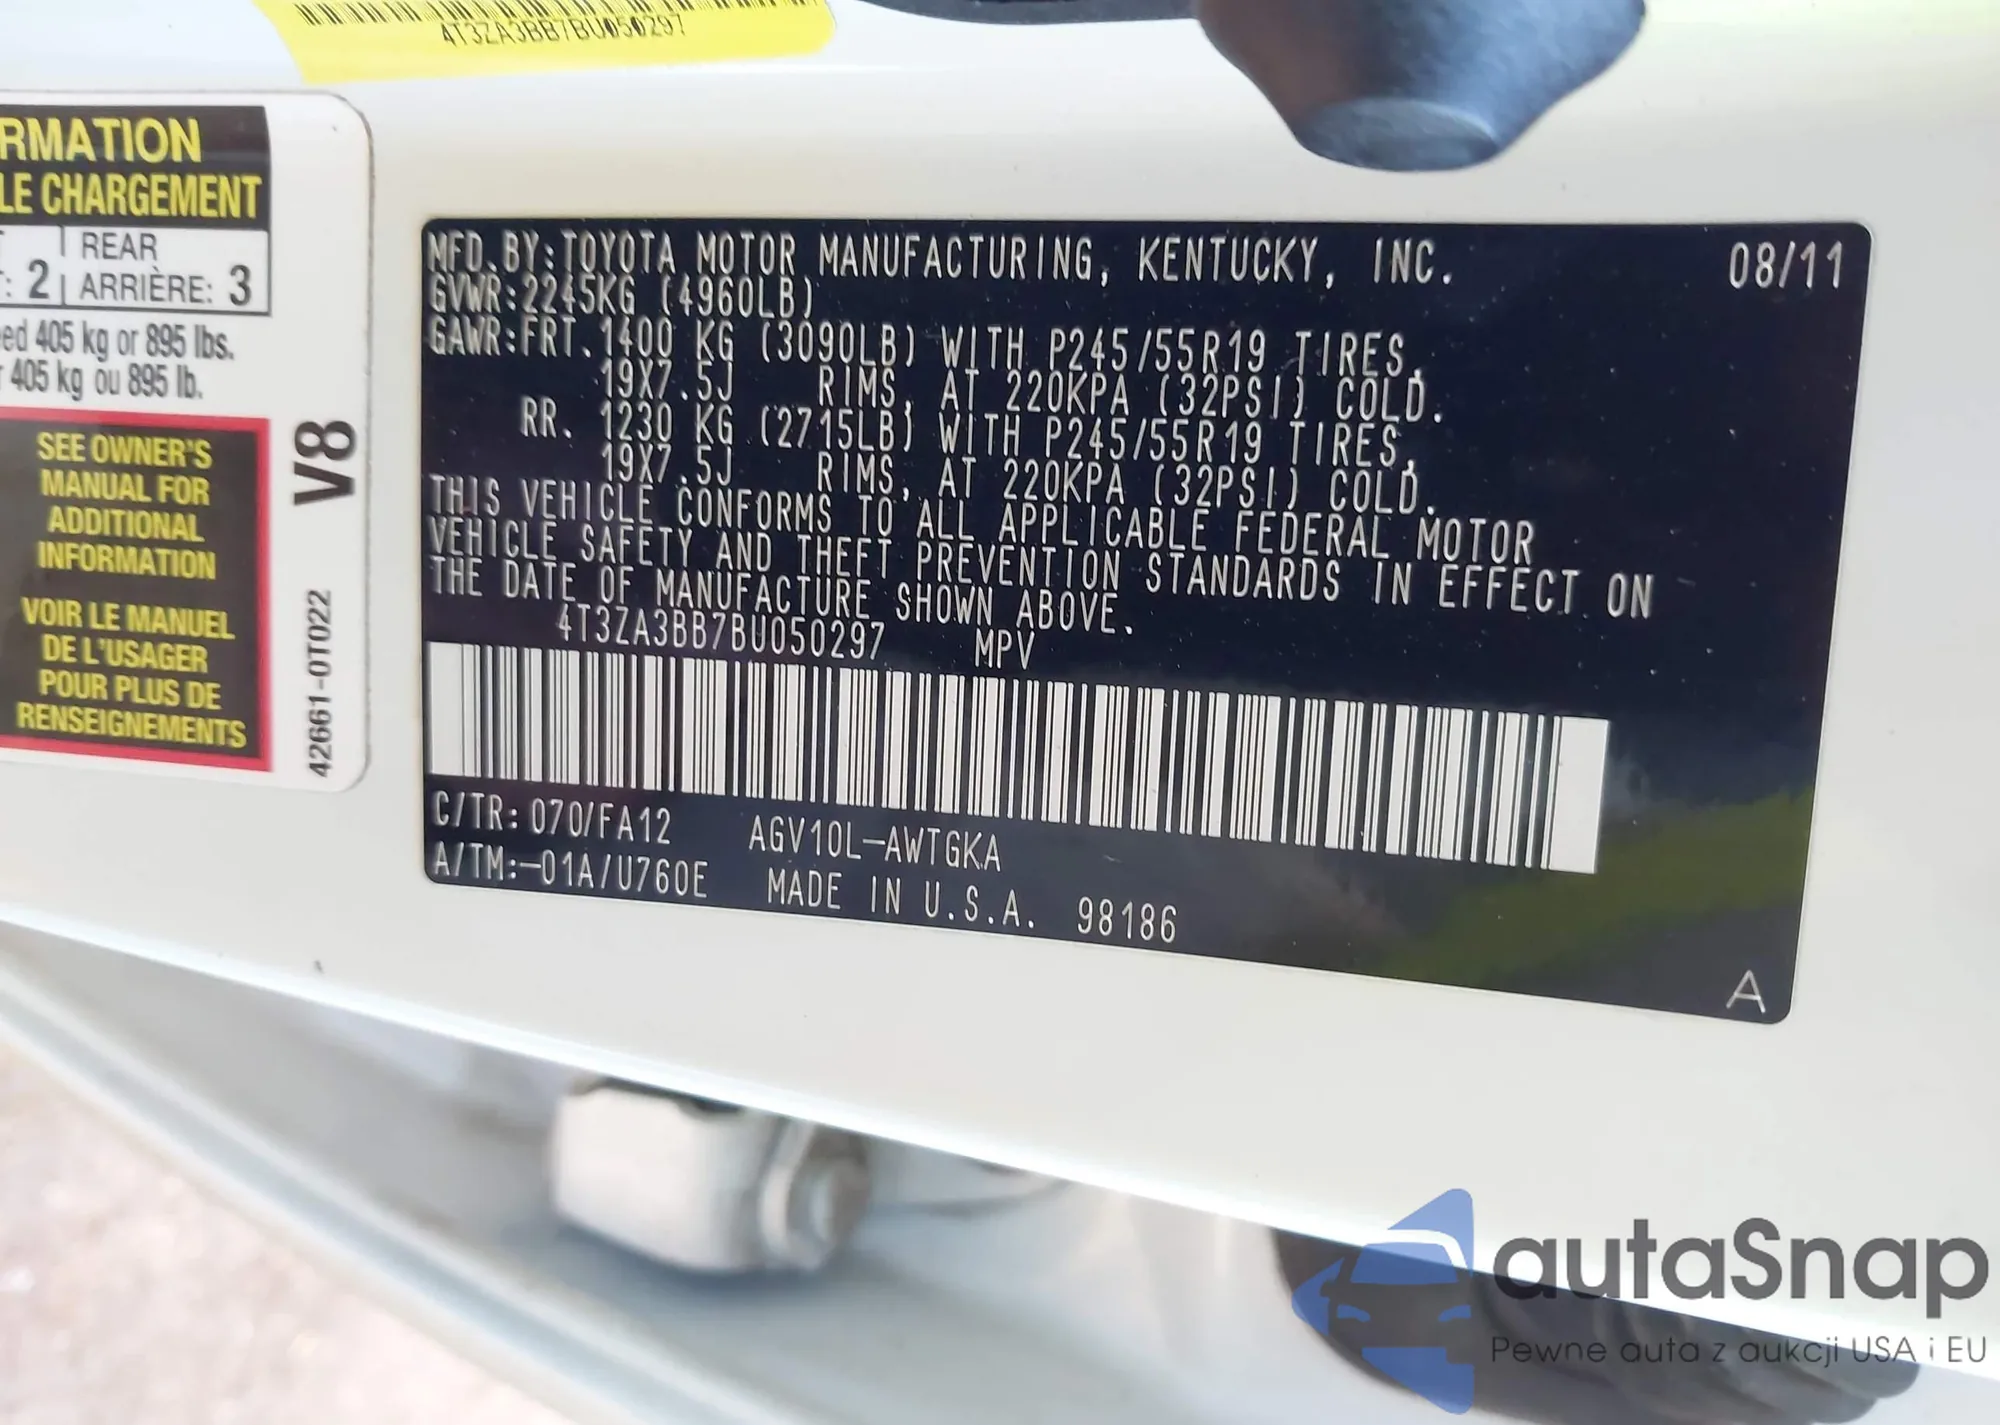 4T3ZA3BB7BU050297
RMATION
LE CHARGEMENT
REAR
: 2 ARRIÈRE: 3
ed 405 kg or 895 lbs.
r 405 kg ou 895 lb.
SEE OWNER'S
MANUAL FOR
ADDITIONAL
INFORMATION
VOIR LE MANUEL
DE L'USAGER
POUR PLUS DE
RENSEIGNEMENTS
V8
42661-0T022
MFD.BY:TOYOTA MOTOR MANUFACTURING, KENTUCKY, INC. 08/11
GVWR:2245KG (4960LB)
GAWR:FRT.1400 KG (3090LB) WITH P245/55R19 TIRES,
19X7.5J RIMS, AT 220KPA (32PSI) COLD.
RR. 1230 KG (2715LB) WITH P245/55R19 TIRES,
19X7.5J RIMS, AT 220KPA (32PSI) COLD.
THIS VEHICLE CONFORMS TO ALL APPLICABLE FEDERAL MOTOR
VEHICLE SAFETY AND THEFT PREVENTION STANDARDS IN EFFECT ON
THE DATE OF MANUFACTURE SHOWN ABOVE.
4T3ZA3BB7BU050297 MPV
C/TR: 070/FA12 AGV10L-AWTGKA
A/TM:-01A/U760E MADE IN U.S.A. 98186
A
autaSnap
Pewne auta z aukcji USA i EU